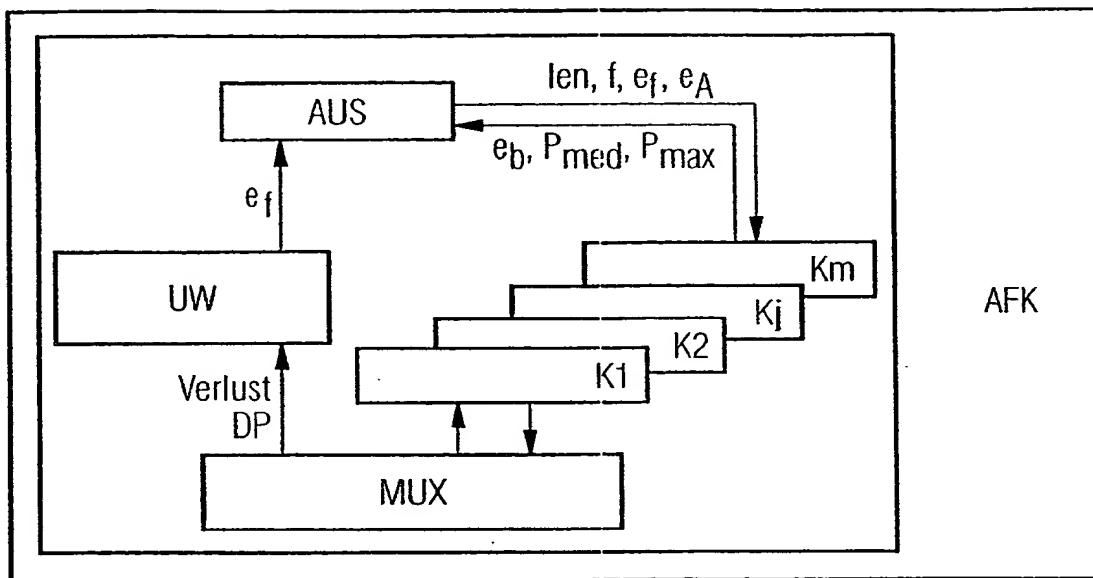 len, f, e_f, e_A
AUS
e_b, P_med, P_max
e_f
Km
UW
Kj
AFK
K2
K1
Verlust
DP
MUX